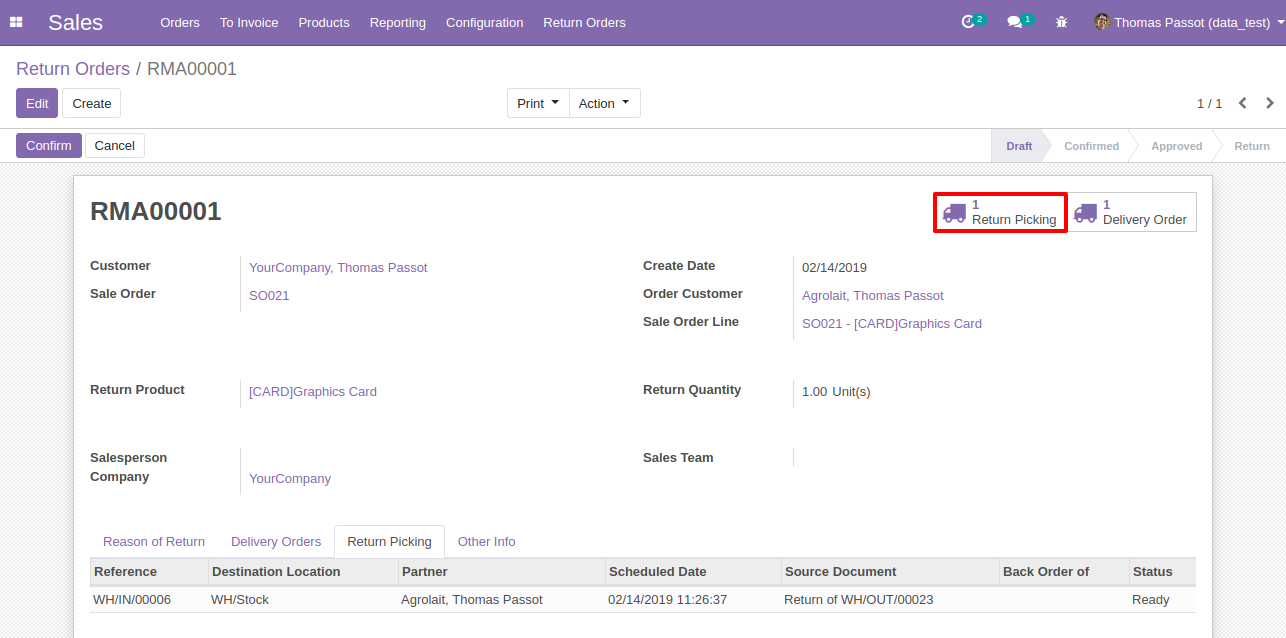 Sales Orders To Invoice Products Reporting Configuration Return Orders 2 1 Thomas Passot (data_test)
Return Orders / RMA00001
Edit Create Print Action 1 / 1
Confirm Cancel Draft Confirmed Approved Return
RMA00001
1
Return Picking
1
Delivery Order
Customer YourCompany, Thomas Passot Create Date 02/14/2019
Sale Order SO021 Order Customer Agrolait, Thomas Passot
Sale Order Line SO021 - [CARD]Graphics Card
Return Product [CARD]Graphics Card Return Quantity 1.00 Unit(s)
Salesperson Sales Team
Company YourCompany
Reason of Return Delivery Orders Return Picking Other Info
Reference Destination Location Partner Scheduled Date Source Document Back Order of Status
WH/IN/00006 WH/Stock Agrolait, Thomas Passot 02/14/2019 11:26:37 Return of WH/OUT/00023 Ready